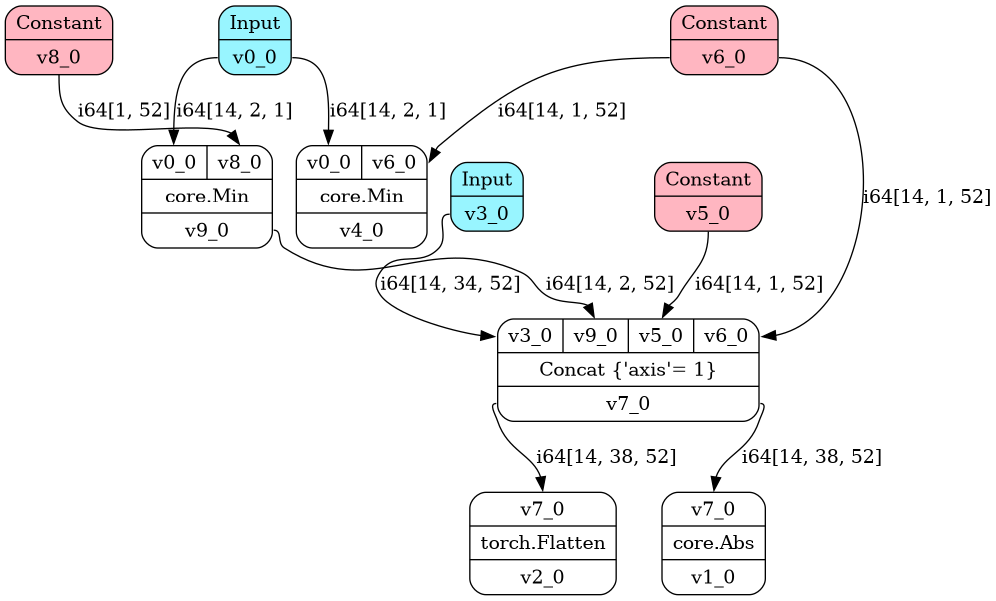 Constant
v8_0
Input
v0_0
Constant
v6_0
i64[1, 52]
i64[14, 2, 1]
i64[14, 2, 1]
i64[14, 1, 52]
v0_0 v8_0
core.Min
v9_0
v0_0 v6_0
core.Min
v4_0
Input
v3_0
Constant
v5_0
i64[14, 1, 52]
i64[14, 34, 52]
i64[14, 2, 52]
i64[14, 1, 52]
v3_0 v9_0 v5_0 v6_0
Concat {'axis'= 1}
v7_0
i64[14, 38, 52]
i64[14, 38, 52]
v7_0
torch.Flatten
v2_0
v7_0
core.Abs
v1_0